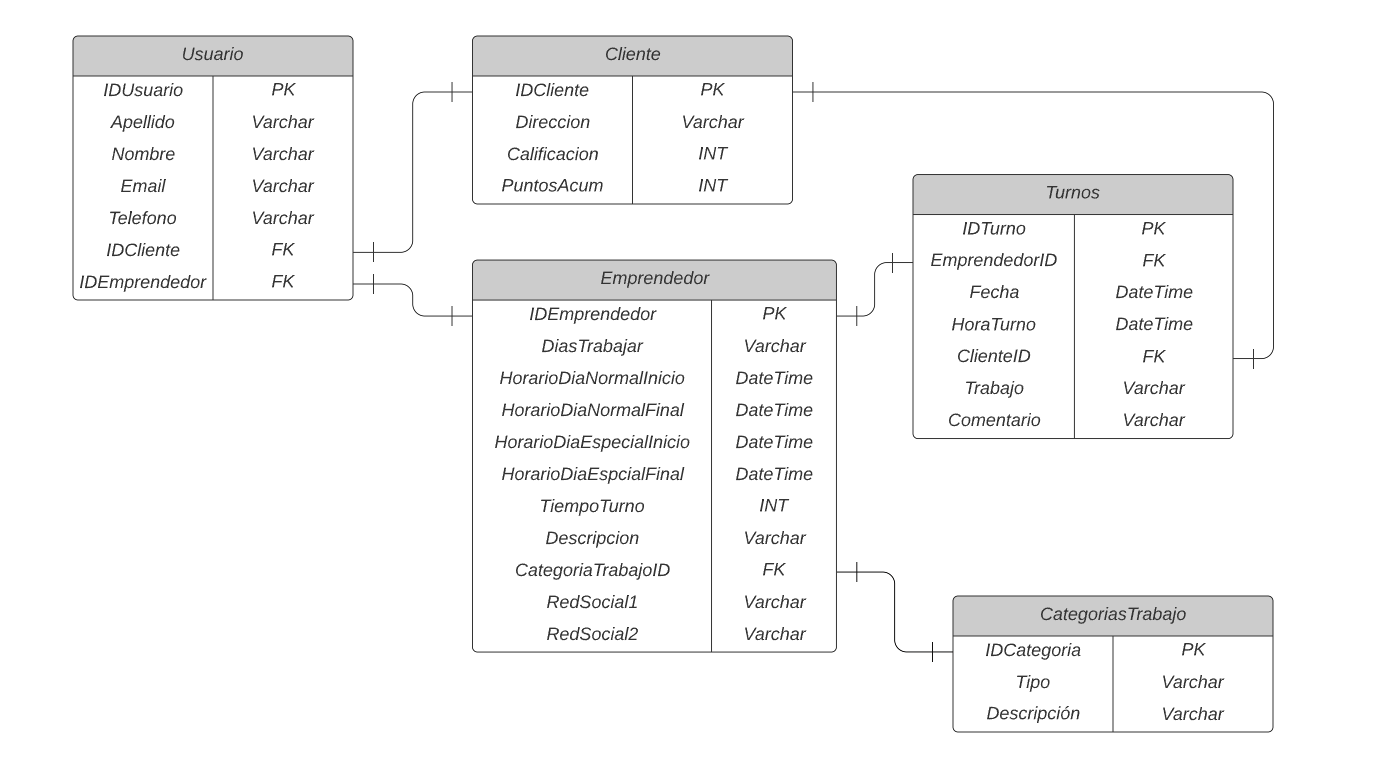 Usuario
IDUsuario PK
Apellido Varchar
Nombre Varchar
Email Varchar
Telefono Varchar
IDCliente FK
IDEmprendedor FK
Cliente
IDCliente PK
Direccion Varchar
Calificacion INT
PuntosAcum INT
Emprendedor
IDEmprendedor PK
DiasTrabajar Varchar
HorarioDiaNormalInicio DateTime
HorarioDiaNormalFinal DateTime
HorarioDiaEspecialInicio DateTime
HorarioDiaEspcialFinal DateTime
TiempoTurno INT
Descripcion Varchar
CategoriaTrabajoID FK
RedSocial1 Varchar
RedSocial2 Varchar
Turnos
IDTurno PK
EmprendedorID FK
Fecha DateTime
HoraTurno DateTime
ClienteID FK
Trabajo Varchar
Comentario Varchar
CategoriasTrabajo
IDCategoria PK
Tipo Varchar
Descripción Varchar